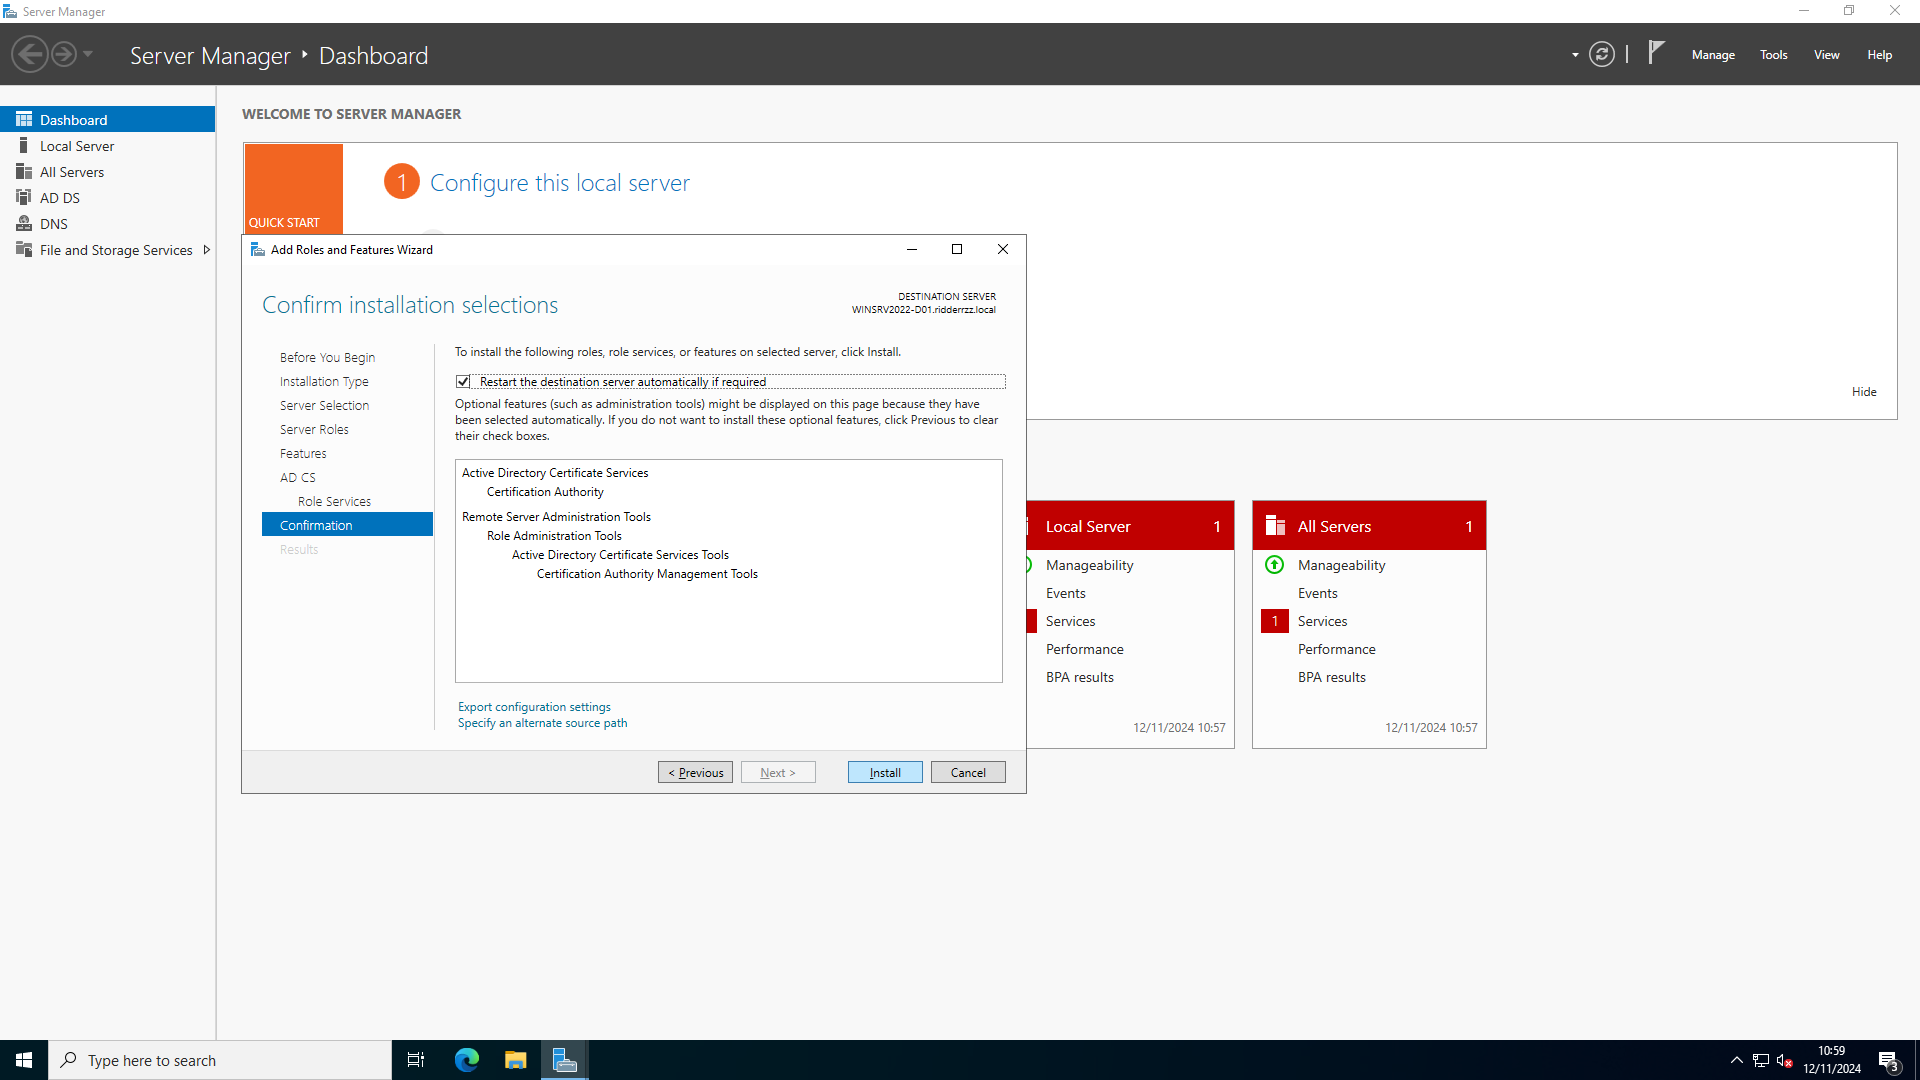 Server Manager
Server Manager ‣ Dashboard
Manage
Tools
View
Help
Dashboard
Local Server
All Servers
AD DS
DNS
File and Storage Services
WELCOME TO SERVER MANAGER
QUICK START
1
Configure this local server
Hide
Add Roles and Features Wizard
Confirm installation selections
DESTINATION SERVER
WINSRV2022-D01.ridderrzz.local
Before You Begin
Installation Type
Server Selection
Server Roles
Features
AD CS
Role Services
Confirmation
Results
To install the following roles, role services, or features on selected server, click Install.
Restart the destination server automatically if required
Optional features (such as administration tools) might be displayed on this page because they have
been selected automatically. If you do not want to install these optional features, click Previous to clear
their check boxes.
Active Directory Certificate Services
Certification Authority
Remote Server Administration Tools
Role Administration Tools
Active Directory Certificate Services Tools
Certification Authority Management Tools
Export configuration settings
Specify an alternate source path
< Previous
Next >
Install
Cancel
Local Server 1
Manageability
Events
Services
Performance
BPA results
12/11/2024 10:57
All Servers 1
Manageability
Events
1 Services
Performance
BPA results
12/11/2024 10:57
Type here to search
10:59
12/11/2024
3